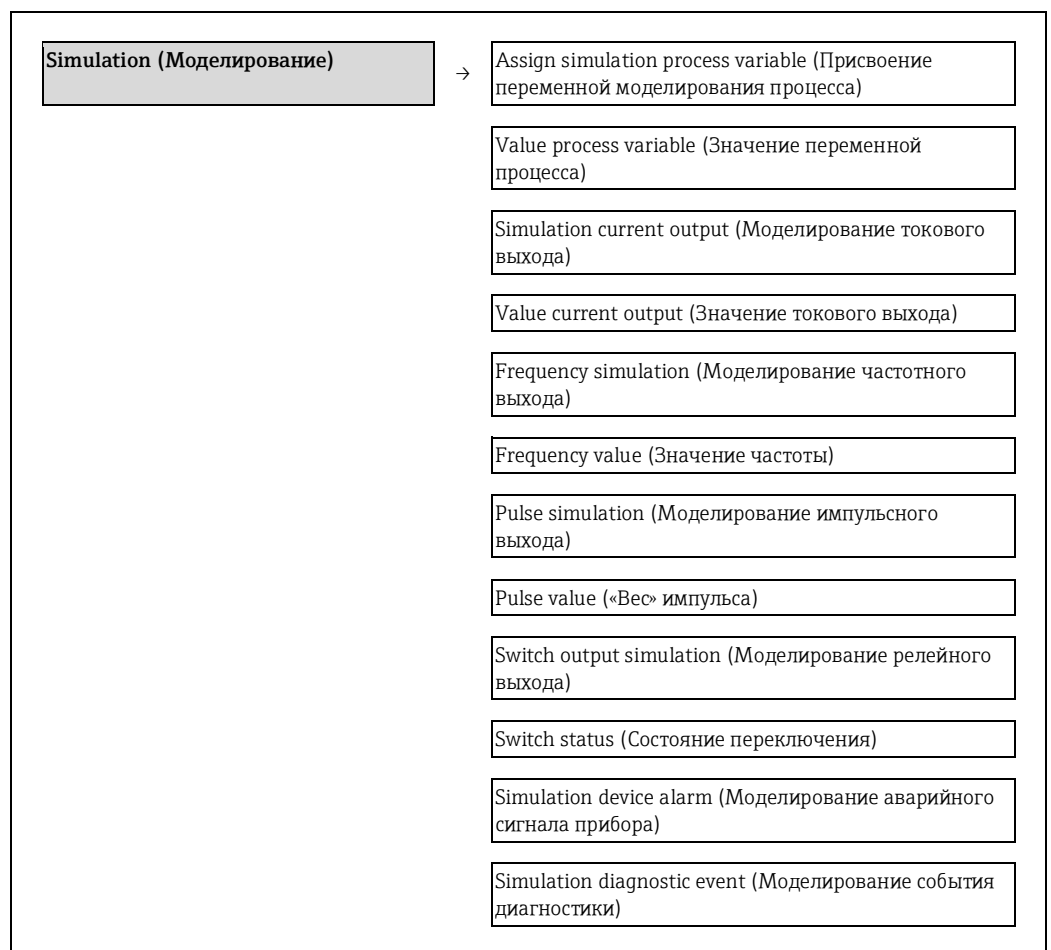 Simulation (Моделирование)
→
Assign simulation process variable (Присвоение
переменной моделирования процесса)
Value process variable (Значение переменной
процесса)
Simulation current output (Моделирование токового
выхода)
Value current output (Значение токового выхода)
Frequency simulation (Моделирование частотного
выхода)
Frequency value (Значение частоты)
Pulse simulation (Моделирование импульсного
выхода)
Pulse value («Вес» импульса)
Switch output simulation (Моделирование релейного
выхода)
Switch status (Состояние переключения)
Simulation device alarm (Моделирование аварийного
сигнала прибора)
Simulation diagnostic event (Моделирование события
диагностики)